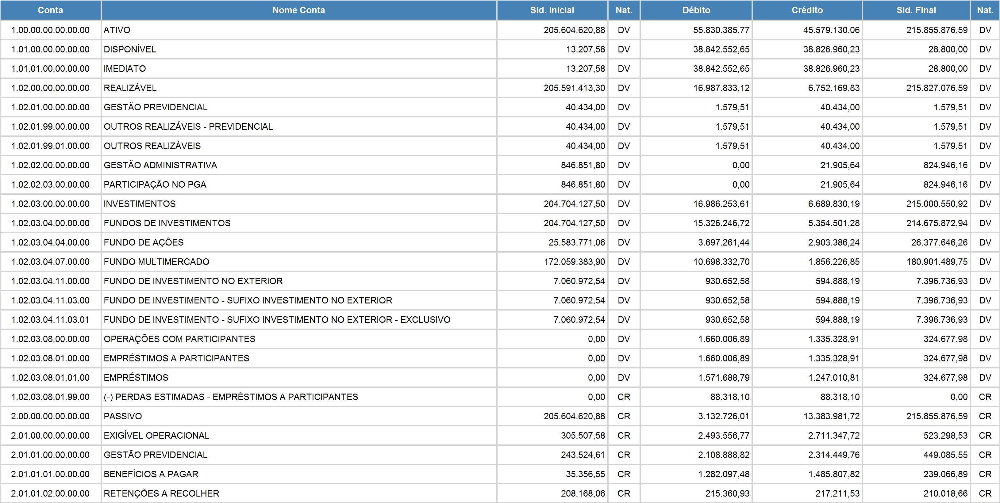 Conta Nome Conta Sld. Inicial Nat. Débito Crédito Sld. Final Nat.
1.00.00.00.00.00.00 ATIVO 205.604.620,88 DV 55.830.385,77 45.579.130,06 215.855.876,59 DV
1.01.00.00.00.00.00 DISPONÍVEL 13.207,58 DV 38.842.552,65 38.826.960,23 28.800,00 DV
1.01.01.00.00.00.00 IMEDIATO 13.207,58 DV 38.842.552,65 38.826.960,23 28.800,00 DV
1.02.00.00.00.00.00 REALIZÁVEL 205.591.413,30 DV 16.987.833,12 6.752.169,83 215.827.076,59 DV
1.02.01.00.00.00.00 GESTÃO PREVIDENCIAL 40.434,00 DV 1.579,51 40.434,00 1.579,51 DV
1.02.01.99.00.00.00 OUTROS REALIZÁVEIS - PREVIDENCIAL 40.434,00 DV 1.579,51 40.434,00 1.579,51 DV
1.02.01.99.01.00.00 OUTROS REALIZÁVEIS 40.434,00 DV 1.579,51 40.434,00 1.579,51 DV
1.02.02.00.00.00.00 GESTÃO ADMINISTRATIVA 846.851,80 DV 0,00 21.905,64 824.946,16 DV
1.02.02.03.00.00.00 PARTICIPAÇÃO NO PGA 846.851,80 DV 0,00 21.905,64 824.946,16 DV
1.02.03.00.00.00.00 INVESTIMENTOS 204.704.127,50 DV 16.986.253,61 6.689.830,19 215.000.550,92 DV
1.02.03.04.00.00.00 FUNDOS DE INVESTIMENTOS 204.704.127,50 DV 15.326.246,72 5.354.501,28 214.675.872,94 DV
1.02.03.04.04.00.00 FUNDO DE AÇÕES 25.583.771,06 DV 3.697.261,44 2.903.386,24 26.377.646,26 DV
1.02.03.04.07.00.00 FUNDO MULTIMERCADO 172.059.383,90 DV 10.698.332,70 1.856.226,85 180.901.489,75 DV
1.02.03.04.11.00.00 FUNDO DE INVESTIMENTO NO EXTERIOR 7.060.972,54 DV 930.652,58 594.888,19 7.396.736,93 DV
1.02.03.04.11.03.00 FUNDO DE INVESTIMENTO - SUFIXO INVESTIMENTO NO EXTERIOR 7.060.972,54 DV 930.652,58 594.888,19 7.396.736,93 DV
1.02.03.04.11.03.01 FUNDO DE INVESTIMENTO - SUFIXO INVESTIMENTO NO EXTERIOR - EXCLUSIVO 7.060.972,54 DV 930.652,58 594.888,19 7.396.736,93 DV
1.02.03.08.00.00.00 OPERAÇÕES COM PARTICIPANTES 0,00 DV 1.660.006,89 1.335.328,91 324.677,98 DV
1.02.03.08.01.00.00 EMPRÉSTIMOS A PARTICIPANTES 0,00 DV 1.660.006,89 1.335.328,91 324.677,98 DV
1.02.03.08.01.01.00 EMPRÉSTIMOS 0,00 DV 1.571.688,79 1.247.010,81 324.677,98 DV
1.02.03.08.01.99.00 (-) PERDAS ESTIMADAS - EMPRÉSTIMOS A PARTICIPANTES 0,00 CR 88.318,10 88.318,10 0,00 CR
2.00.00.00.00.00.00 PASSIVO 205.604.620,88 CR 3.132.726,01 13.383.981,72 215.855.876,59 CR
2.01.00.00.00.00.00 EXIGÍVEL OPERACIONAL 305.507,58 CR 2.493.556,77 2.711.347,72 523.298,53 CR
2.01.01.00.00.00.00 GESTÃO PREVIDENCIAL 243.524,61 CR 2.108.888,82 2.314.449,76 449.085,55 CR
2.01.01.01.00.00.00 BENEFÍCIOS A PAGAR 35.356,55 CR 1.282.097,48 1.485.807,82 239.066,89 CR
2.01.01.02.00.00.00 RETENÇÕES A RECOLHER 208.168,06 CR 215.360,93 217.211,53 210.018,66 CR